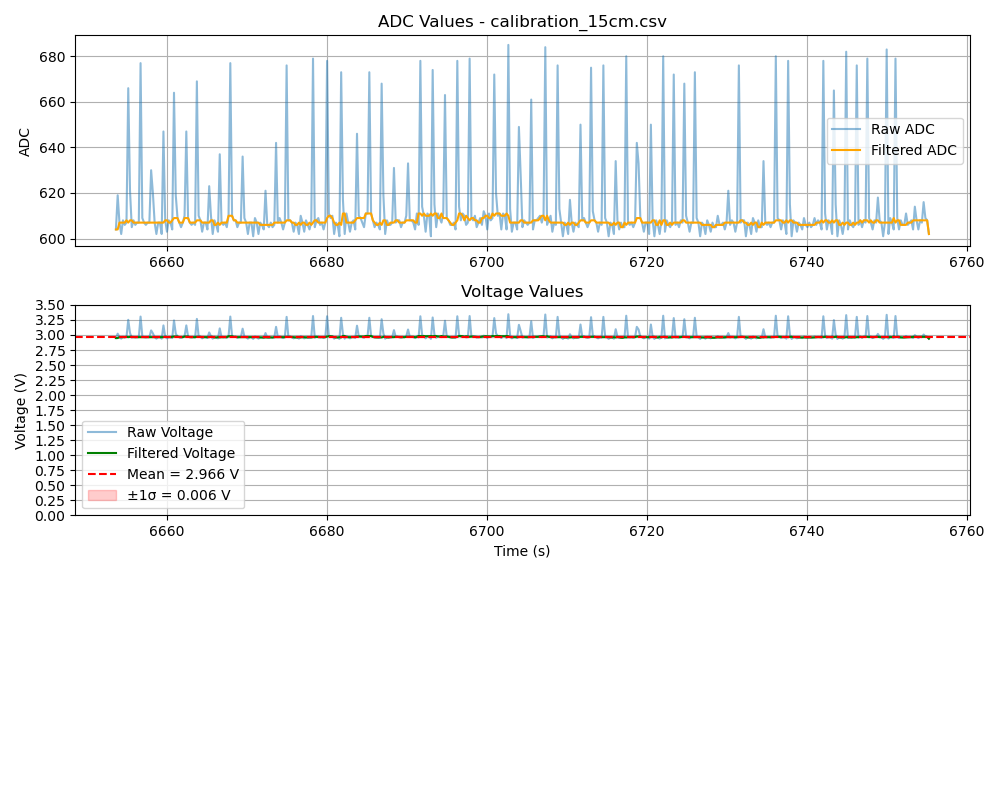 ADC Values - calibration_15cm.csv
ADC
680
660
640
620
600
Raw ADC
Filtered ADC
6660 6680 6700 6720 6740 6760
Voltage Values
Voltage (V)
3.50
3.25
3.00
2.75
2.50
2.25
2.00
1.75
1.50
1.25
1.00
0.75
0.50
0.25
0.00
Raw Voltage
Filtered Voltage
Mean = 2.966 V
±1σ = 0.006 V
6660 6680 6700 6720 6740 6760
Time (s)